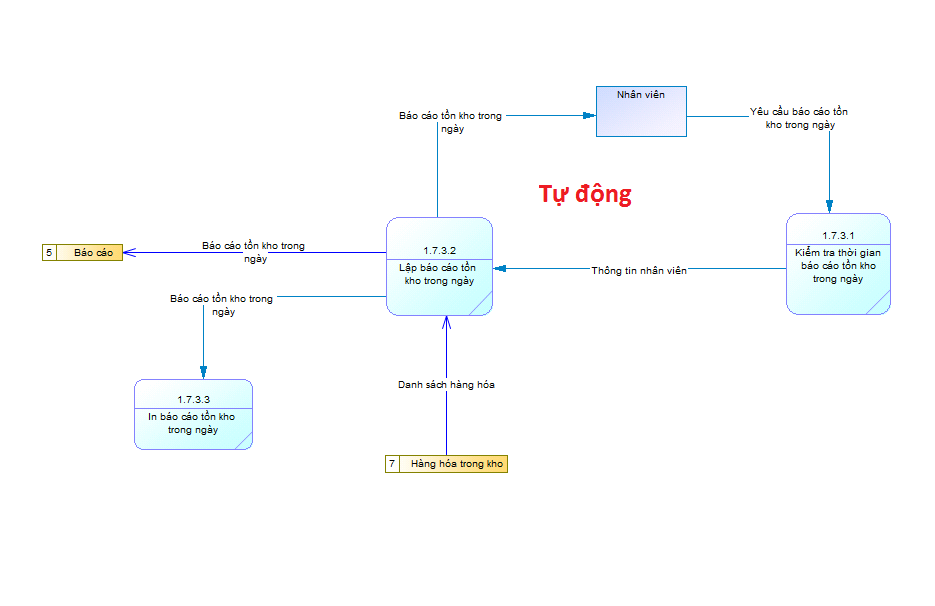 Nhân viên
Báo cáo tồn kho trong
ngày
Yêu cầu báo cáo tồn
kho trong ngày
Tự động
1.7.3.1
Kiểm tra thời gian
báo cáo tồn kho
trong ngày
1.7.3.2
Lập báo cáo tồn
kho trong ngày
Thông tin nhân viên
Báo cáo tồn kho trong
ngày
5 Báo cáo
Báo cáo tồn kho trong
ngày
1.7.3.3
In báo cáo tồn kho
trong ngày
Danh sách hàng hóa
7 Hàng hóa trong kho